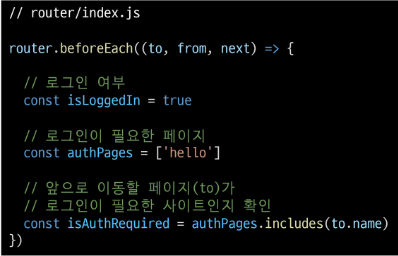 // router/index.js
router.beforeEach((to, from, next) => {
// 로그인 여부
const isLoggedIn = true
// 로그인이 필요한 페이지
const authPages = ['hello']
// 앞으로 이동할 페이지(to)가
// 로그인이 필요한 사이트인지 확인
const isAuthRequired = authPages.includes(to.name)
})